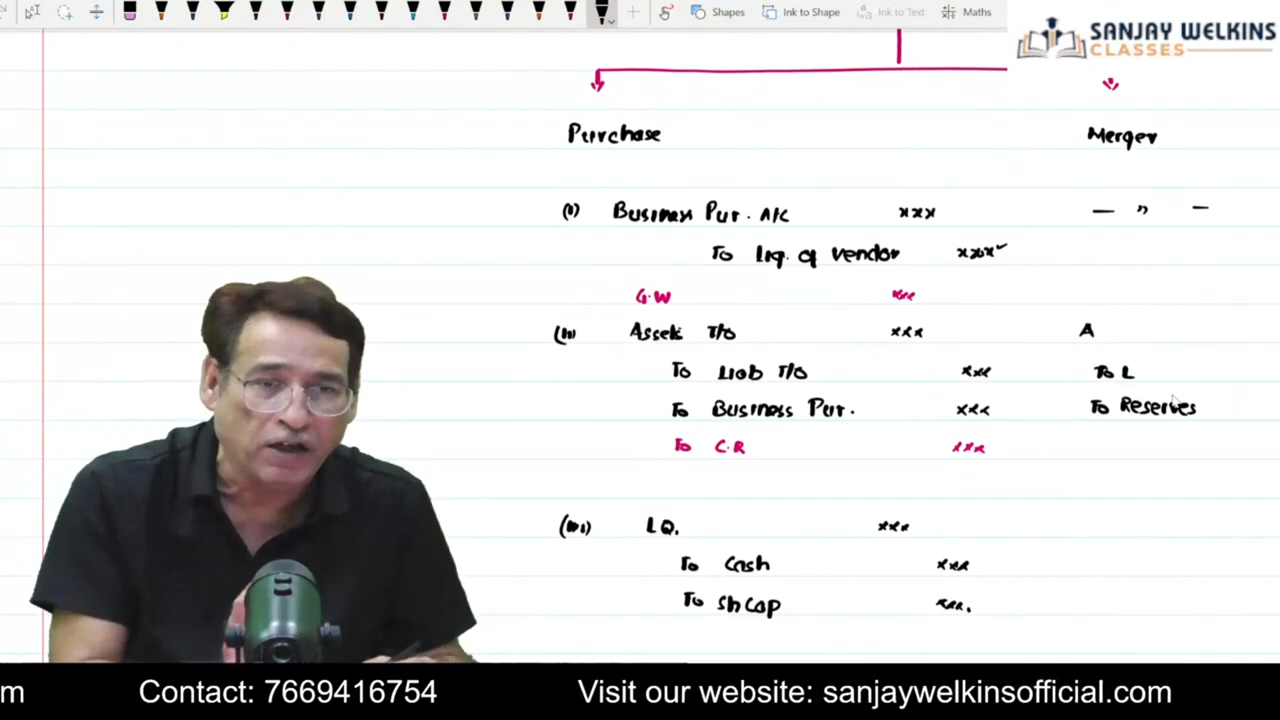 Shapes Ink to Shape Ink to Text Maths
SANJAY WELKINS
CLASSES
Purchase Merger
(i) Business Pur. A/c xxx — " —
To Liq. of vendor xxx
G.W xxx
(ii) Assets T/o xxx A
To Liab T/o xxx To L
To Business Pur. xxx To Reserves
To C.R xxx
(iii) LQ. xxx
To Cash xxx
To Sh Cap xxx.
m Contact: 7669416754 Visit our website: sanjaywelkinsofficial.com